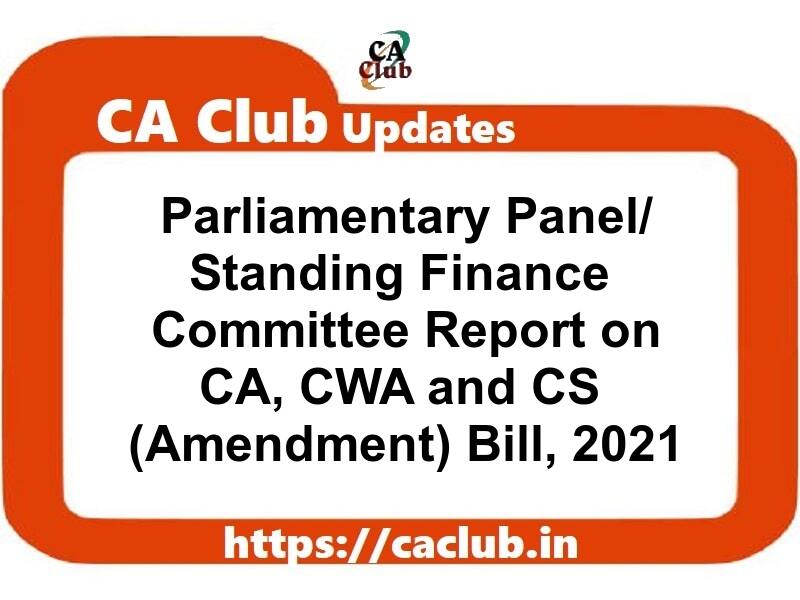 CA
Club
CA Club Updates
Parliamentary Panel/
Standing Finance
Committee Report on
CA, CWA and CS
(Amendment) Bill, 2021
https://caclub.in